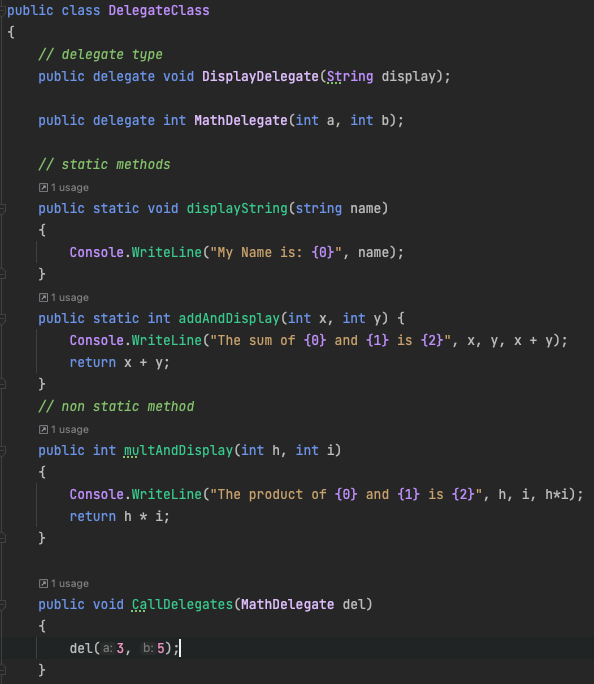 public class DelegateClass
{
// delegate type
public delegate void DisplayDelegate(String display);
public delegate int MathDelegate(int a, int b);
// static methods
1 usage
public static void displayString(string name)
{
Console.WriteLine("My Name is: {0}", name);
}
1 usage
public static int addAndDisplay(int x, int y) {
Console.WriteLine("The sum of {0} and {1} is {2}", x, y, x + y);
return x + y;
}
// non static method
1 usage
public int multAndDisplay(int h, int i)
{
Console.WriteLine("The product of {0} and {1} is {2}", h, i, h*i);
return h * i;
}
1 usage
public void CallDelegates(MathDelegate del)
{
del(a: 3, b: 5);
}